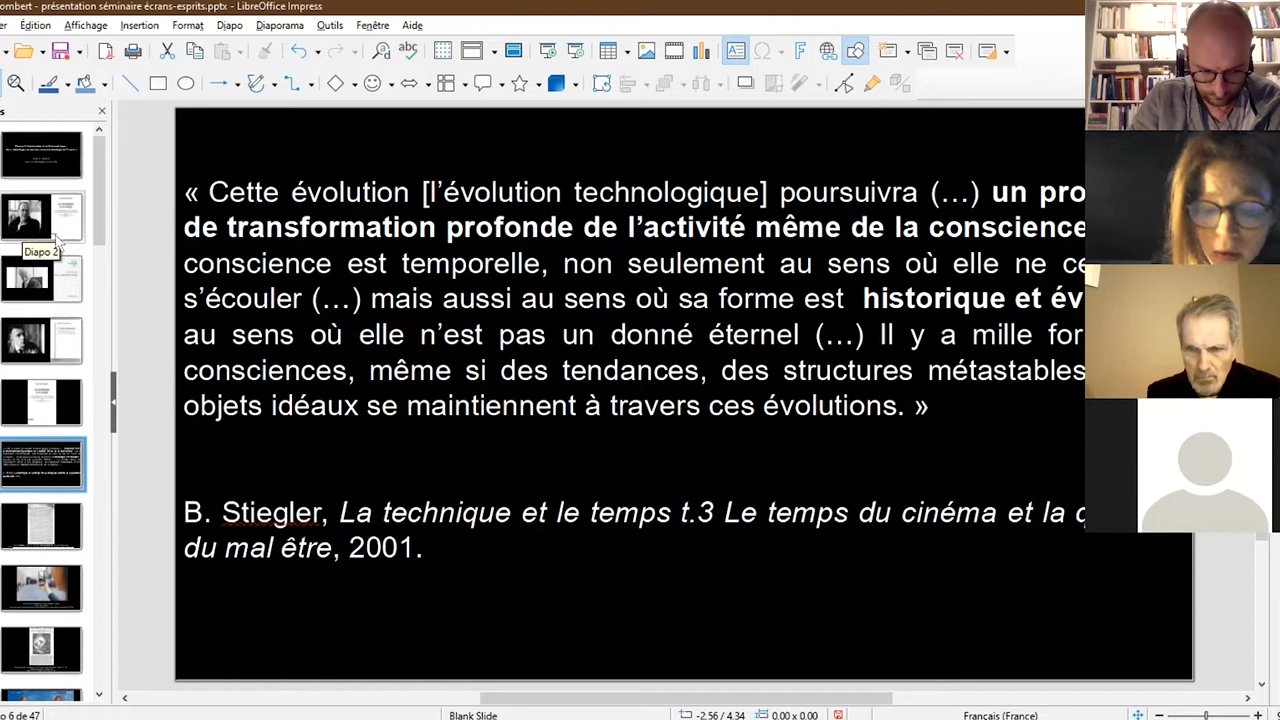 ombert - présentation séminaire écrans-esprits.pptx - LibreOffice Impress
er Édition Affichage Insertion Format Diapo Diaporama Outils Fenêtre Aide
Diapo 2
« Cette évolution [l’évolution technologique] poursuivra (…) un pro
de transformation profonde de l’activité même de la conscience
conscience est temporelle, non seulement au sens où elle ne ce
s’écouler (…) mais aussi au sens où sa forme est historique et év
au sens où elle n’est pas un donné éternel (…) Il y a mille for
consciences, même si des tendances, des structures métastables
objets idéaux se maintiennent à travers ces évolutions. »
B. Stiegler, La technique et le temps t.3 Le temps du cinéma et la q
du mal être, 2001.
o 6 de 47 Blank Slide -2.56 / 4.34 0.00 x 0.00 Français (France)